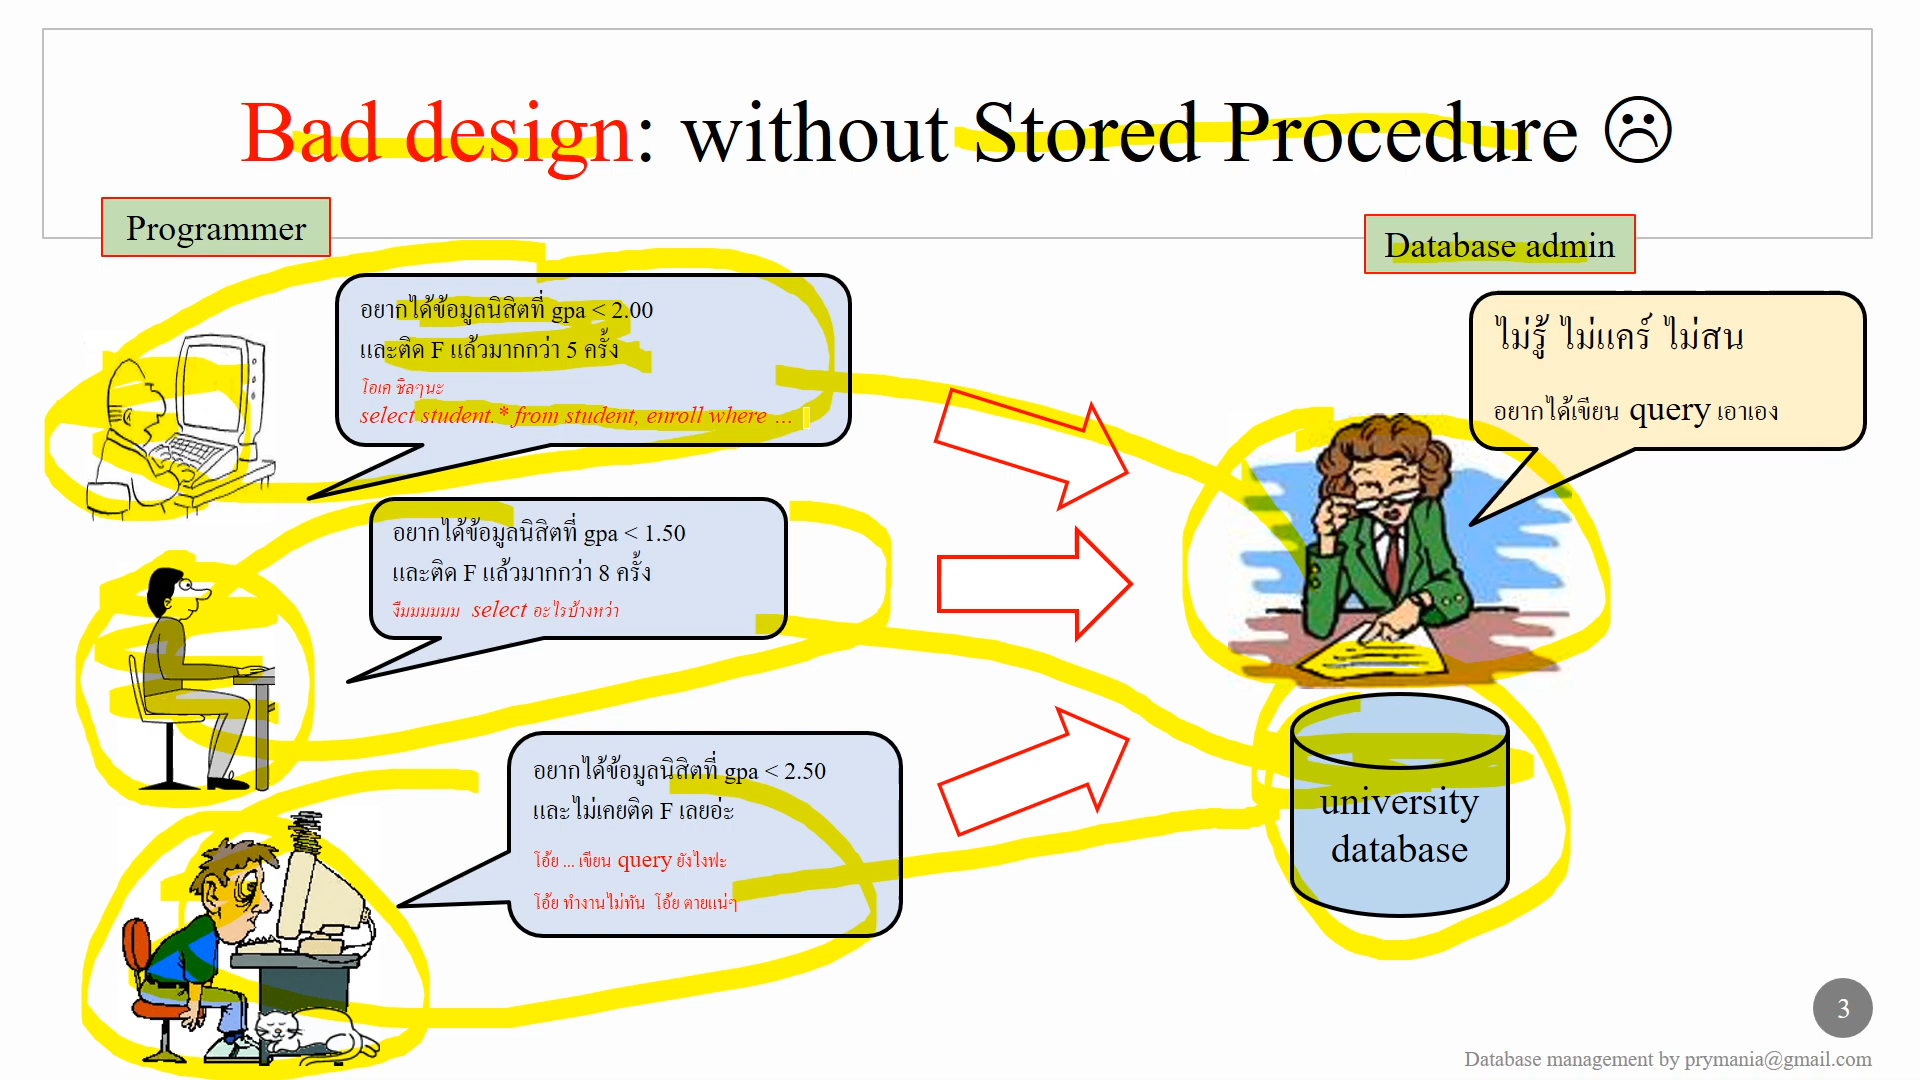 Bad design: without Stored Procedure ☹
Programmer
Database admin
อยากได้ข้อมูลนิสิตที่ gpa < 2.00
และติด F แล้วมากกว่า 5 ครั้ง
โอเค ชิลๆนะ
select student.* from student, enroll where ...
ไม่รู้ ไม่แคร์ ไม่สน
อยากได้เขียน query เอาเอง
อยากได้ข้อมูลนิสิตที่ gpa < 1.50
และติด F แล้วมากกว่า 8 ครั้ง
งืมมมมมม select อะไรบ้างหว่า
อยากได้ข้อมูลนิสิตที่ gpa < 2.50
และ ไม่เคยติด F เลยอ่ะ
โอ้ย ... เขียน query ยังไงฟะ
โอ้ย ทำงานไม่ทัน โอ้ย ตายแน่ๆ
university
database
3
Database management by prymania@gmail.com